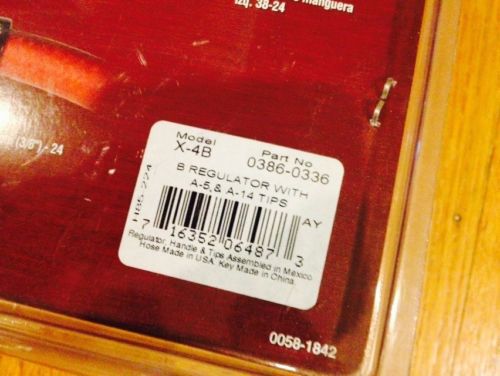 manguera
Izq. 38-24
(3/8") - 24
Model
X-4B
Part No
0386-0336
B REGULATOR WITH
A-5,& A-14 TIPS
AY
7 16352 06487 3
Regulator, Handle & Tips Assembled in Mexico.
Hose Made in USA. Key Made in China.
0058-1842